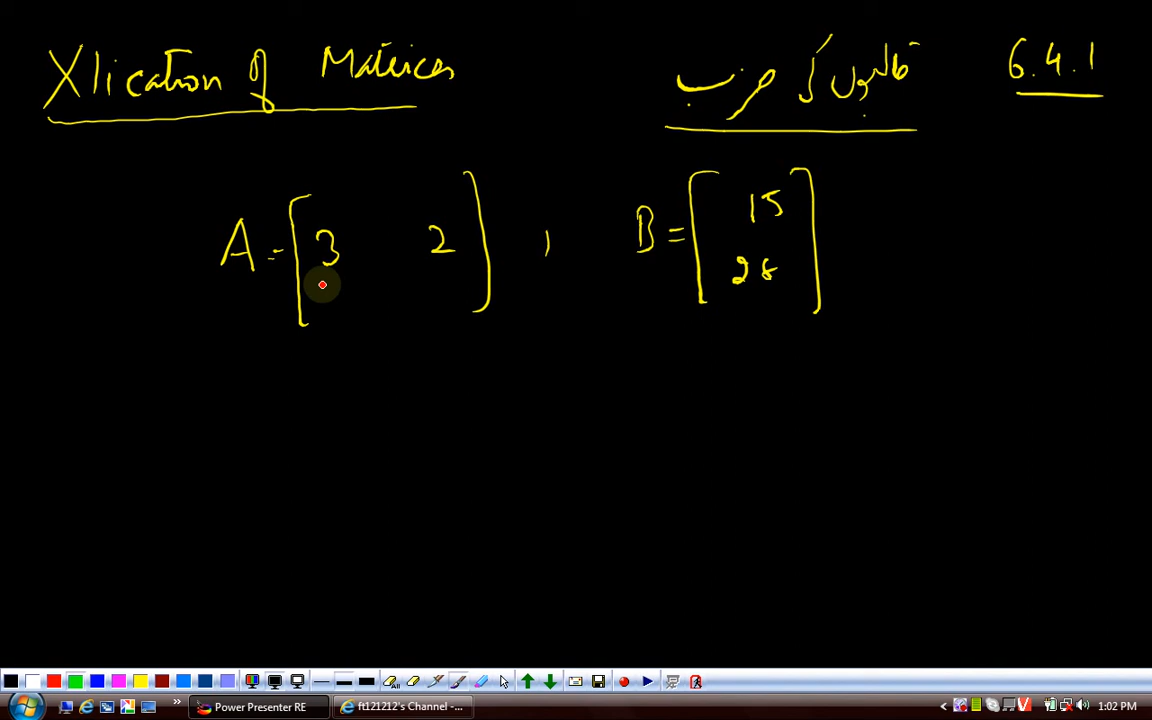 Xlication of Matrices قالبوں کی ضرب 6.4.1
A = [ 3 2 ] , B = [ 15
28 ]
Power Presenter RE ft121212's Channel -... 1:02 PM